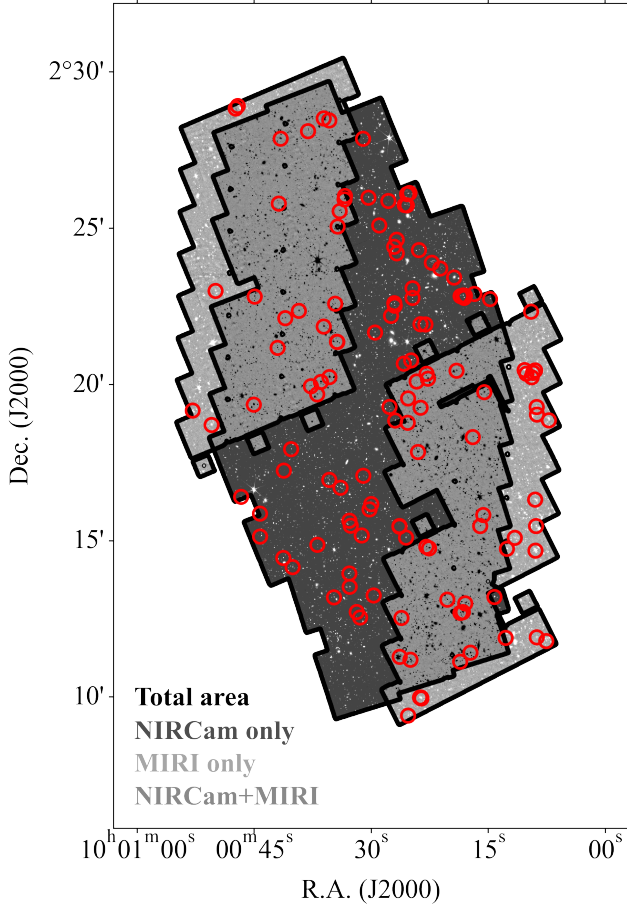 2°30'
25'
20'
15'
10'
Dec. (J2000)
Total area
NIRCam only
MIRI only
NIRCam+MIRI
10h01m00s 00m45s 30s 15s 00s
R.A. (J2000)